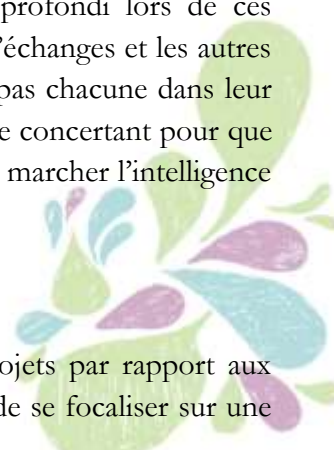 profondi lors de ces
'échanges et les autres
pas chacune dans leur
e concertant pour que
marcher l'intelligence
ojets par rapport aux
de se focaliser sur une